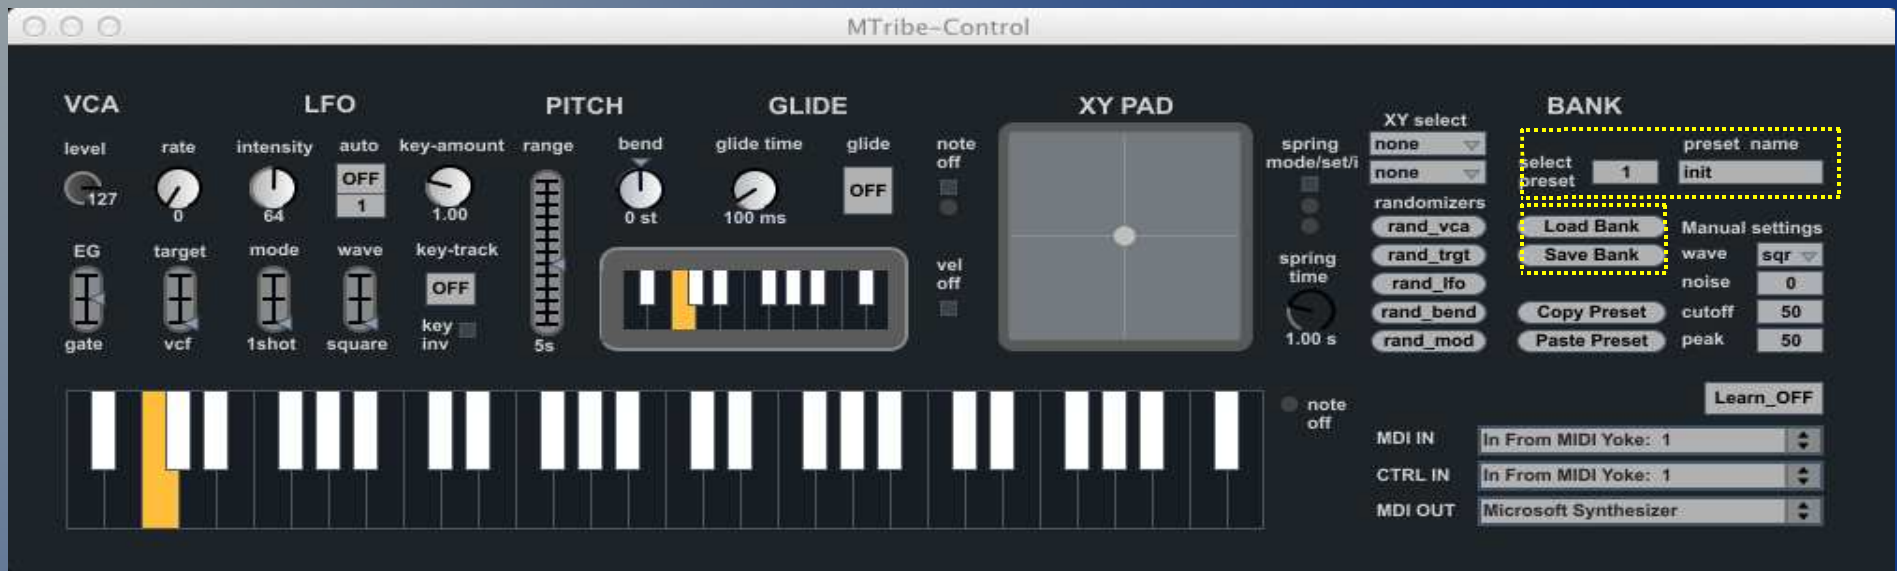 MTribe-Control
VCA
LFO
PITCH
GLIDE
XY PAD
BANK
level
127
rate
0
intensity
64
auto
OFF
1
key-amount
1.00
range
5s
bend
0 st
glide time
100 ms
glide
OFF
note
off
EG
gate
target
vcf
mode
1shot
wave
square
key-track
OFF
key
inv
vel
off
spring
mode/set/i
spring
time
1.00 s
XY select
none
none
randomizers
rand_vca
rand_trgt
rand_lfo
rand_bend
rand_mod
select
preset
1
preset name
init
Load Bank
Save Bank
Copy Preset
Paste Preset
Manual settings
wave
sqr
noise
0
cutoff
50
peak
50
note
off
Learn_OFF
MDI IN
In From MIDI Yoke: 1
CTRL IN
In From MIDI Yoke: 1
MDI OUT
Microsoft Synthesizer